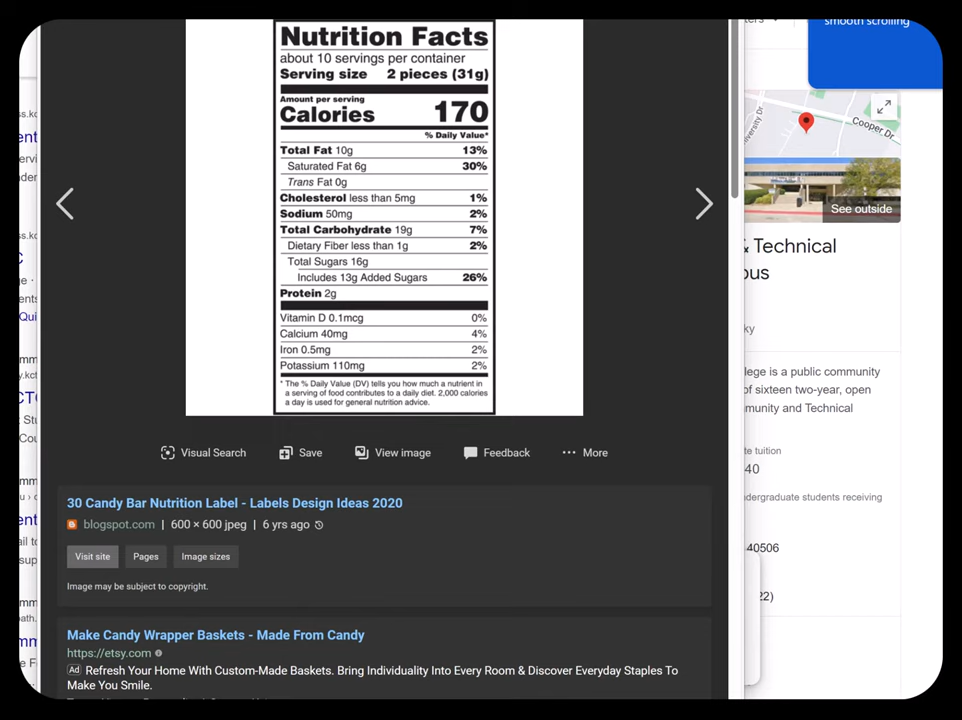 Nutrition Facts
about 10 servings per container
Serving size 2 pieces (31g)
Amount per serving
Calories 170
% Daily Value*
Total Fat 10g 13%
Saturated Fat 6g 30%
Trans Fat 0g
Cholesterol less than 5mg 1%
Sodium 50mg 2%
Total Carbohydrate 19g 7%
Dietary Fiber less than 1g 2%
Total Sugars 16g
Includes 13g Added Sugars 26%
Protein 2g
Vitamin D 0.1mcg 0%
Calcium 40mg 4%
Iron 0.5mg 2%
Potassium 110mg 2%
* The % Daily Value (DV) tells you how much a nutrient in
a serving of food contributes to a daily diet. 2,000 calories
a day is used for general nutrition advice.
Visual Search Save View image Feedback More
30 Candy Bar Nutrition Label - Labels Design Ideas 2020
blogspot.com | 600 × 600 jpeg | 6 yrs ago
Visit site Pages Image sizes
Image may be subject to copyright.
Make Candy Wrapper Baskets - Made From Candy
https://etsy.com
Ad Refresh Your Home With Custom-Made Baskets. Bring Individuality Into Every Room & Discover Everyday Staples To
Make You Smile.
smooth scrolling
Cooper Dr.
See outside
& Technical
pus
ky
lege is a public community
of sixteen two-year, open
munity and Technical
te tuition
40
dergraduate students receiving
40506
22)